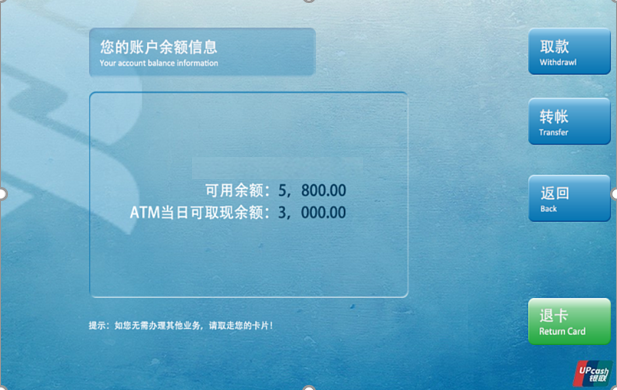 您的账户余额信息
Your account balance information
可用余额：5，800.00
ATM当日可取现余额：3，000.00
提示：如您无需办理其他业务，请取走您的卡片！
取款
Withdrawl
转帐
Transfer
返回
Back
退卡
Return Card
UPcash
银联